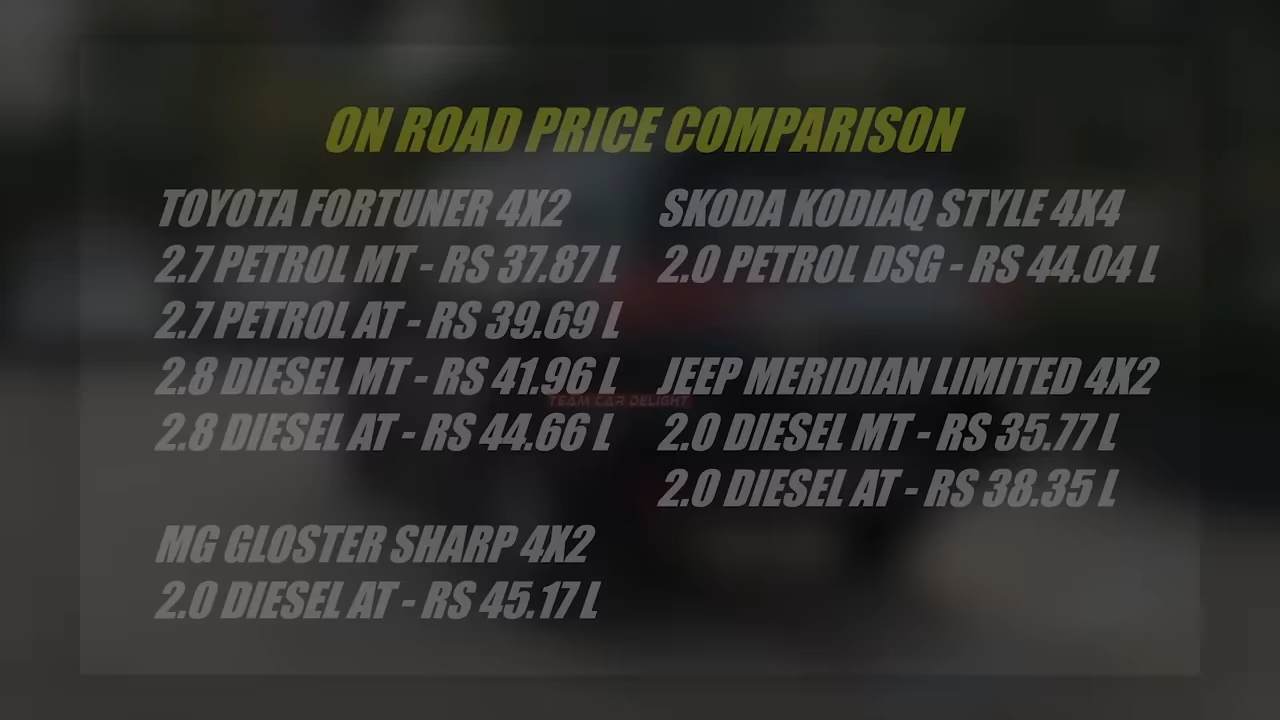 ON ROAD PRICE COMPARISON
TOYOTA FORTUNER 4X2
2.7 PETROL MT - RS 37.87 L
2.7 PETROL AT - RS 39.69 L
2.8 DIESEL MT - RS 41.96 L
2.8 DIESEL AT - RS 44.66 L
MG GLOSTER SHARP 4X2
2.0 DIESEL AT - RS 45.17 L
SKODA KODIAQ STYLE 4X4
2.0 PETROL DSG - RS 44.04 L
JEEP MERIDIAN LIMITED 4X2
2.0 DIESEL MT - RS 35.77 L
2.0 DIESEL AT - RS 38.35 L
TEAM CAR DELIGHT